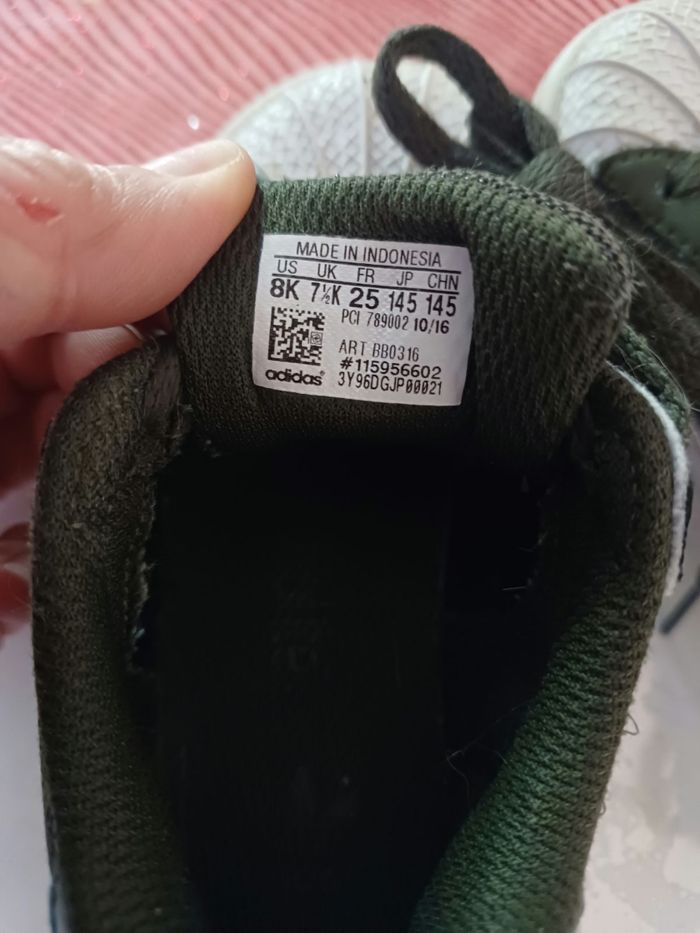 MADE IN INDONESIA
US UK FR JP CHN
8K 7½K 25 145 145
PCI 789002 10/16
ART BB0316
#115956602
adidas® 3Y96DGJP00021